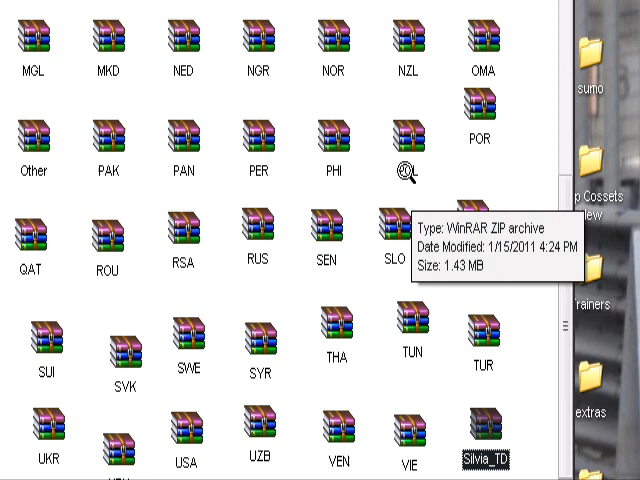 MGL
MKD
NED
NGR
NOR
NZL
OMA
sumo
POR
Other
PAK
PAN
PER
PHI
p Cossets
View
Type: WinRAR ZIP archive
Date Modified: 1/15/2011 4:24 PM
Size: 1.43 MB
QAT
ROU
RSA
RUS
SEN
SLO
Trainers
SUI
SVK
SWE
SYR
THA
TUN
TUR
extras
UKR
USA
UZB
VEN
VIE
Silvia_TD